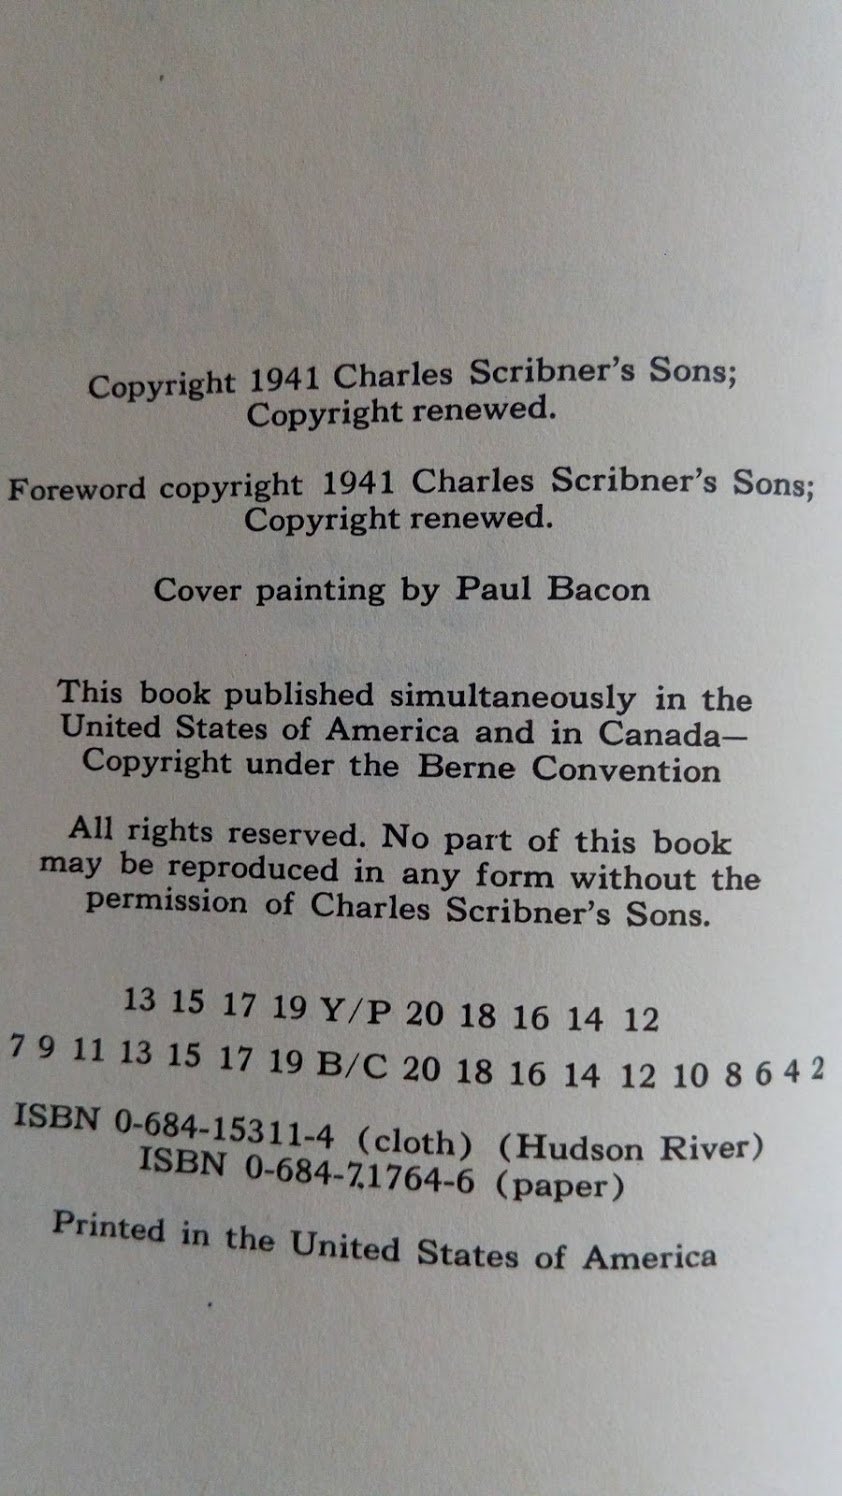 Copyright 1941 Charles Scribner's Sons;
Copyright renewed.
Foreword copyright 1941 Charles Scribner's Sons;
Copyright renewed.
Cover painting by Paul Bacon
This book published simultaneously in the
United States of America and in Canada—
Copyright under the Berne Convention
All rights reserved. No part of this book
may be reproduced in any form without the
permission of Charles Scribner's Sons.
13 15 17 19 Y/P 20 18 16 14 12
7 9 11 13 15 17 19 B/C 20 18 16 14 12 10 8 6 4 2
ISBN 0-684-15311-4 (cloth) (Hudson River)
ISBN 0-684-71764-6 (paper)
Printed in the United States of America